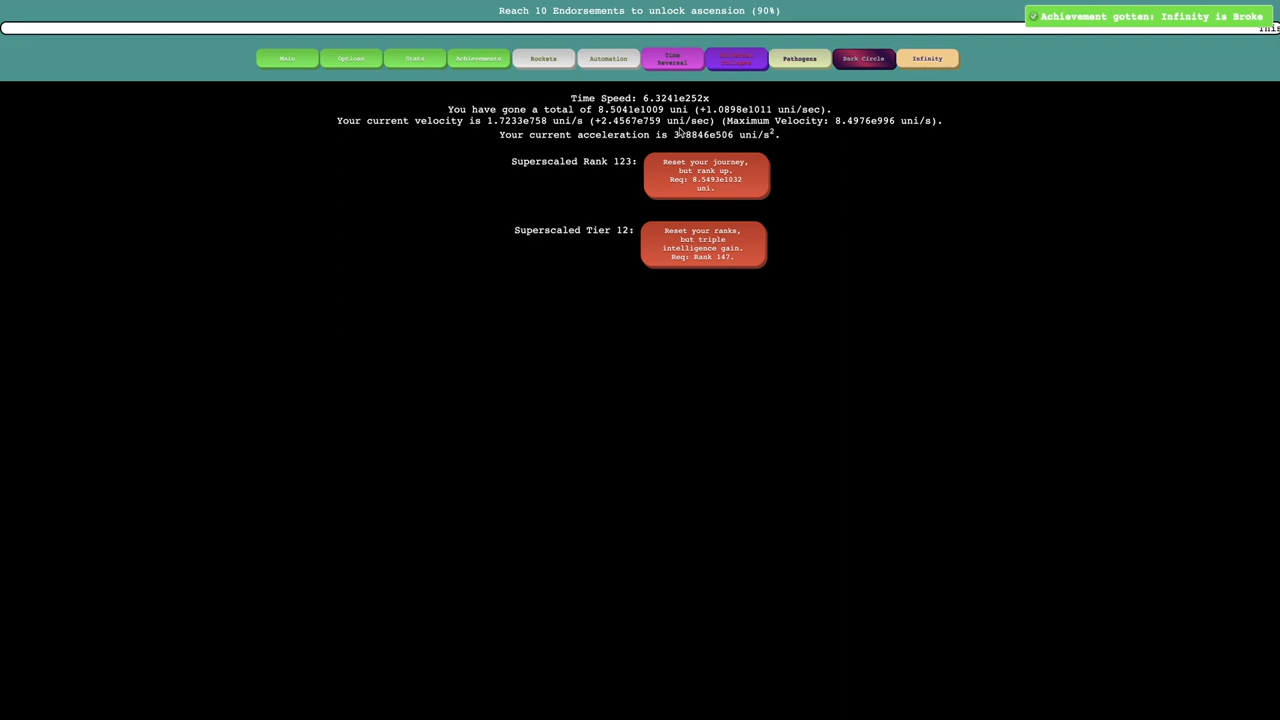 Reach 10 Endorsements to unlock ascension (90%)
Achievement gotten: Infinity is Broke
This
Main
Options
Stats
Achievements
Rockets
Automation
Time Reversal
Pathogens
Dark Circle
Infinity
Time Speed: 6.3241e252x
You have gone a total of 8.5041e1009 uni (+1.0898e1011 uni/sec).
Your current velocity is 1.7233e758 uni/s (+2.4567e759 uni/sec) (Maximum Velocity: 8.4976e996 uni/s).
Your current acceleration is 3.8846e506 uni/s².
Superscaled Rank 123:
Reset your journey,
but rank up.
Req: 8.5493e1032
uni.
Superscaled Tier 12:
Reset your ranks,
but triple
intelligence gain.
Req: Rank 147.